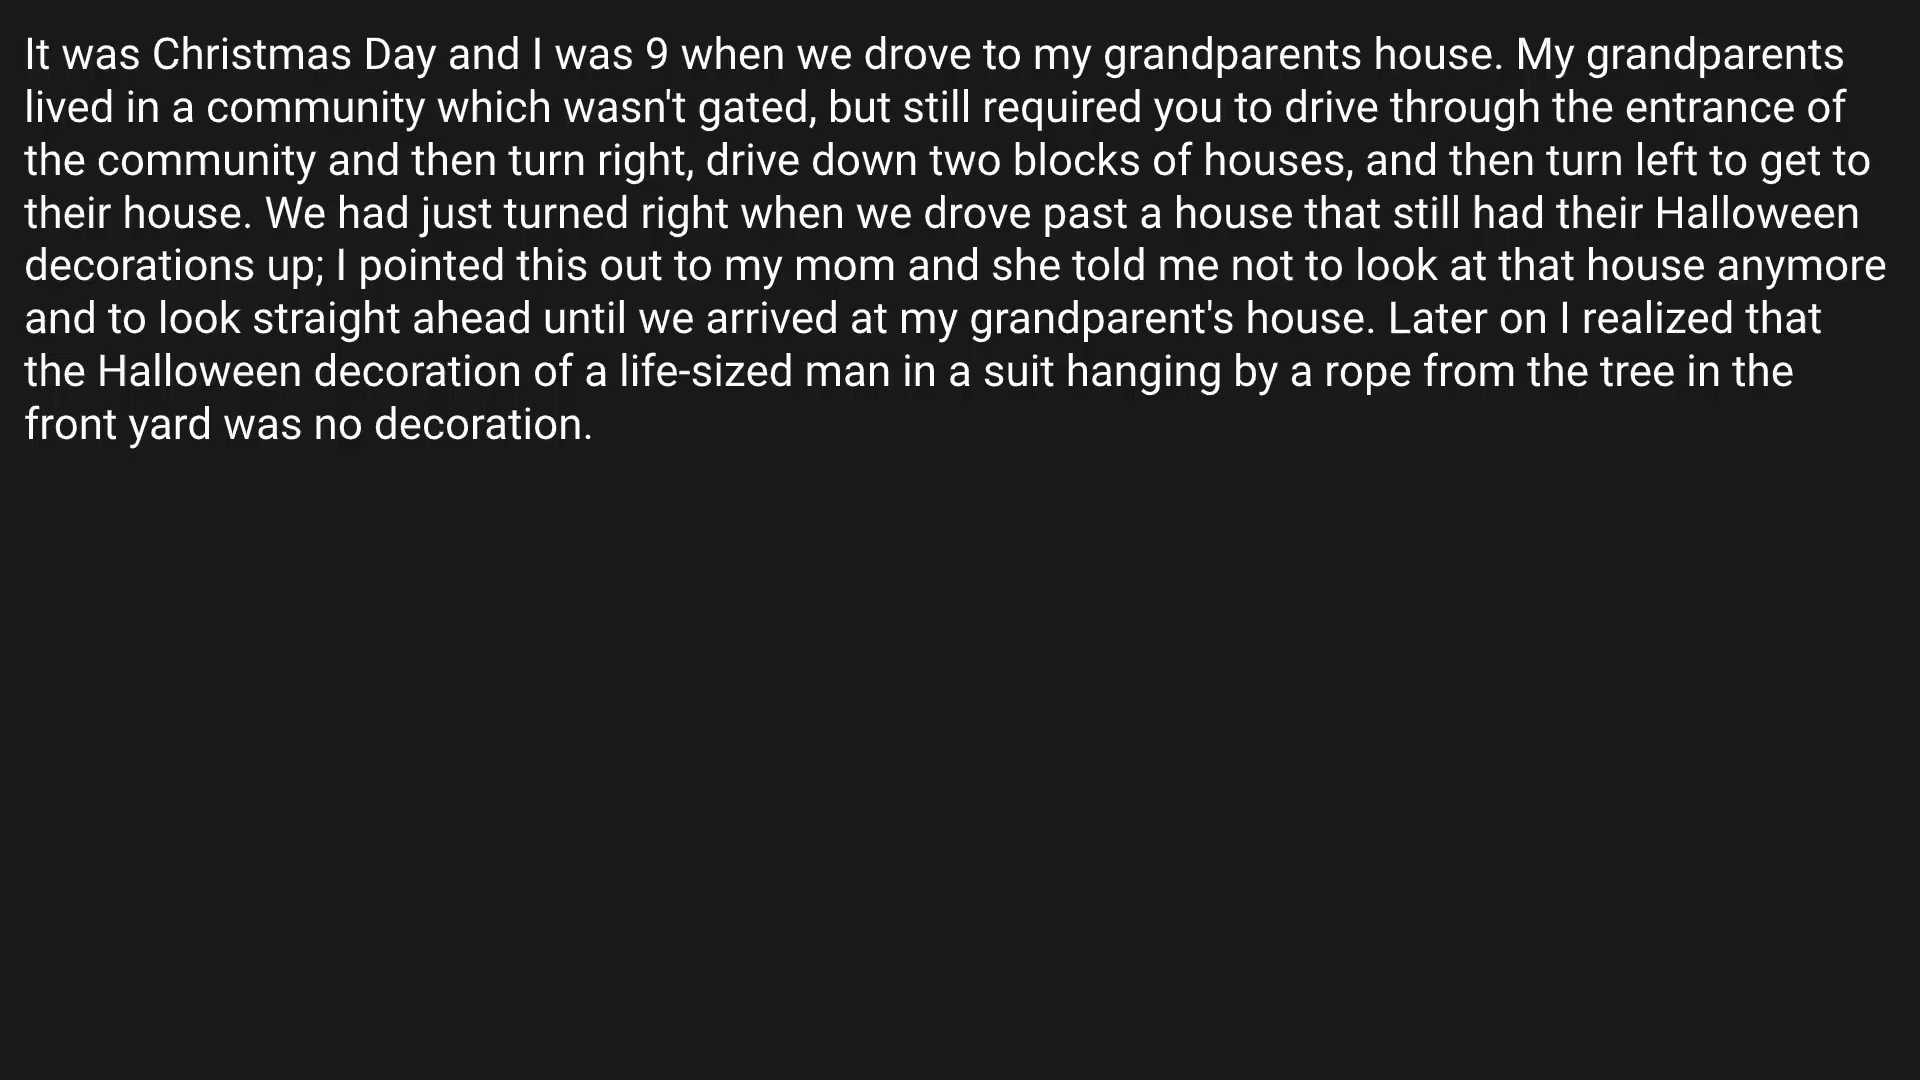 It was Christmas Day and I was 9 when we drove to my grandparents house. My grandparents
lived in a community which wasn't gated, but still required you to drive through the entrance of
the community and then turn right, drive down two blocks of houses, and then turn left to get to
their house. We had just turned right when we drove past a house that still had their Halloween
decorations up; I pointed this out to my mom and she told me not to look at that house anymore
and to look straight ahead until we arrived at my grandparent's house. Later on I realized that
the Halloween decoration of a life-sized man in a suit hanging by a rope from the tree in the
front yard was no decoration.